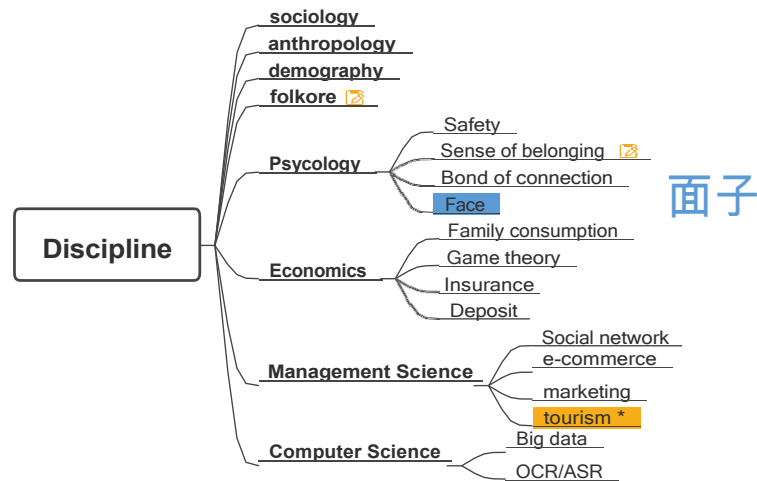 sociology
anthropology
demography
folkore
Psycology
Safety
Sense of belonging
Bond of connection
Face
面子
Discipline
Economics
Family consumption
Game theory
Insurance
Deposit
Management Science
Social network
e-commerce
marketing
tourism *
Computer Science
Big data
OCR/ASR